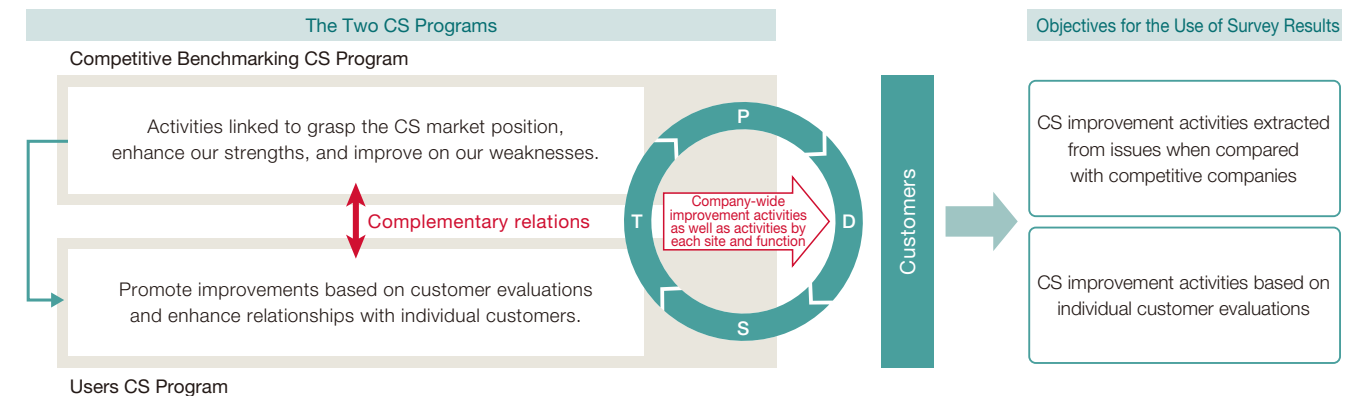 The Two CS Programs
Objectives for the Use of Survey Results
Competitive Benchmarking CS Program
Activities linked to grasp the CS market position,
enhance our strengths, and improve on our weaknesses.
Complementary relations
Promote improvements based on customer evaluations
and enhance relationships with individual customers.
Users CS Program
P
D
S
T
Company-wide
improvement activities
as well as activities by
each site and function
Customers
CS improvement activities extracted
from issues when compared
with competitive companies
CS improvement activities based on
individual customer evaluations